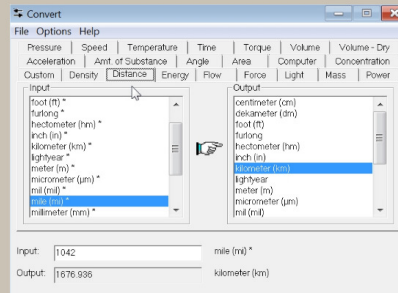 Convert
File Options Help
Pressure Speed Temperature Time Torque Volume Volume - Dry
Acceleration Amt. of Substance Angle Area Computer Concentration
Custom Density Distance Energy Flow Force Light Mass Power
Input
foot (ft) *
furlong *
hectometer (hm) *
inch (in) *
kilometer (km) *
lightyear *
meter (m) *
micrometer (µm) *
mil (mil) *
mile (mi) *
millimeter (mm) *
Output
centimeter (cm)
dekameter (dm)
foot (ft)
furlong
hectometer (hm)
inch (in)
kilometer (km)
lightyear
meter (m)
micrometer (µm)
mil (mil)
Input: 1042 mile (mi) *
Output: 1676.936 kilometer (km)